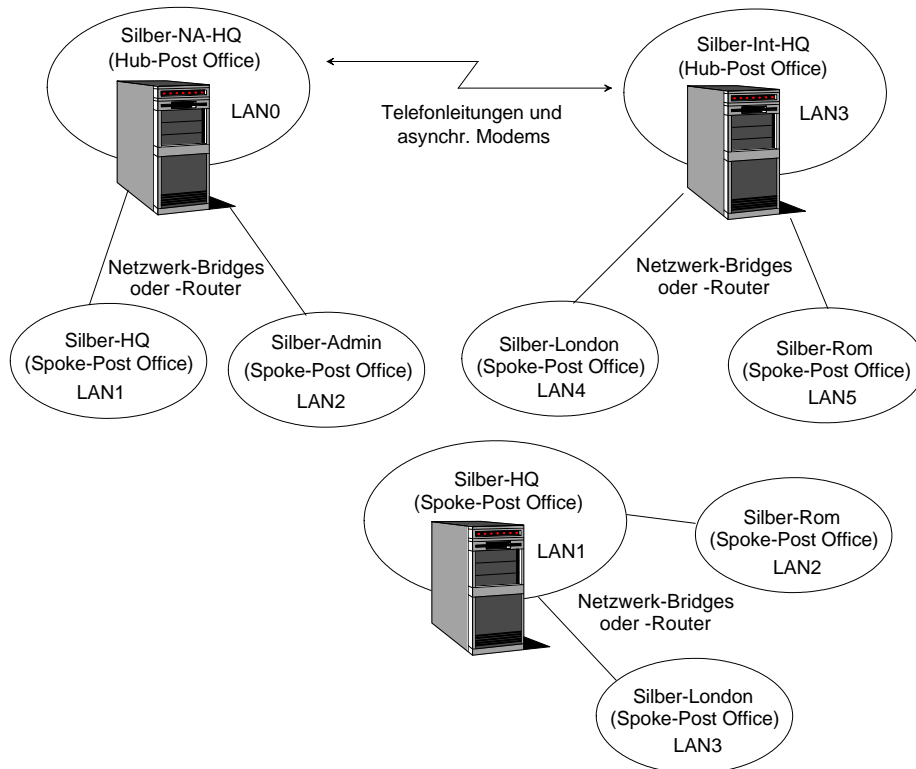 Silber-NA-HQ
(Hub-Post Office)
LAN0
Telefonleitungen und
asynchr. Modems
Silber-Int-HQ
(Hub-Post Office)
LAN3
Netzwerk-Bridges
oder -Router
Silber-HQ
(Spoke-Post Office)
LAN1
Silber-Admin
(Spoke-Post Office)
LAN2
Netzwerk-Bridges
oder -Router
Silber-London
(Spoke-Post Office)
LAN4
Silber-Rom
(Spoke-Post Office)
LAN5
Silber-HQ
(Spoke-Post Office)
LAN1
Silber-Rom
(Spoke-Post Office)
LAN2
Netzwerk-Bridges
oder -Router
Silber-London
(Spoke-Post Office)
LAN3